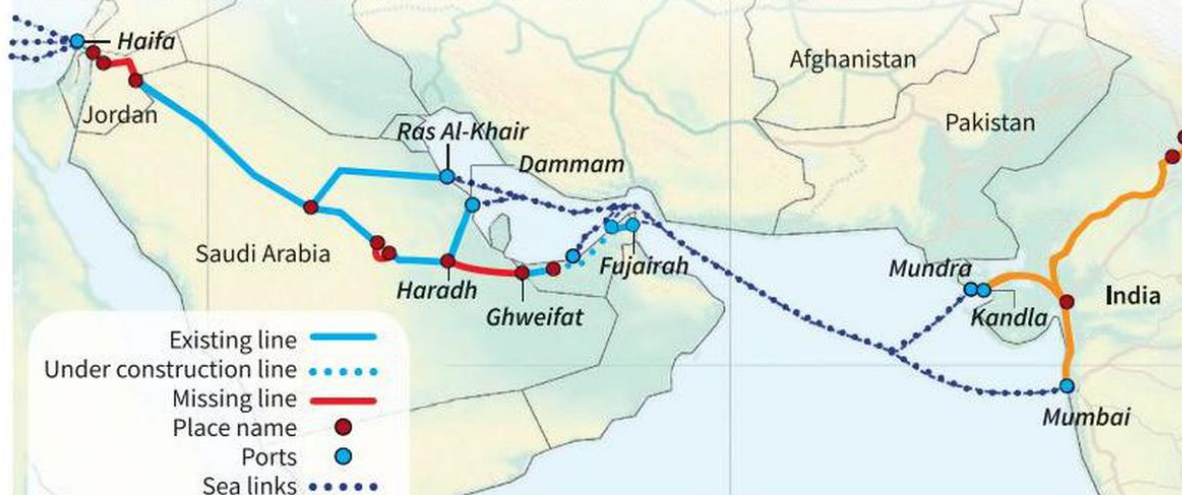 Haifa
Afghanistan
Jordan
Pakistan
Ras Al-Khair
Dammam
Saudi Arabia
Fujairah
Mundra
Haradh
India
Ghweifat
Kandla
Existing line
Under construction line
Missing line
Place name
Mumbai
Ports
Sea links